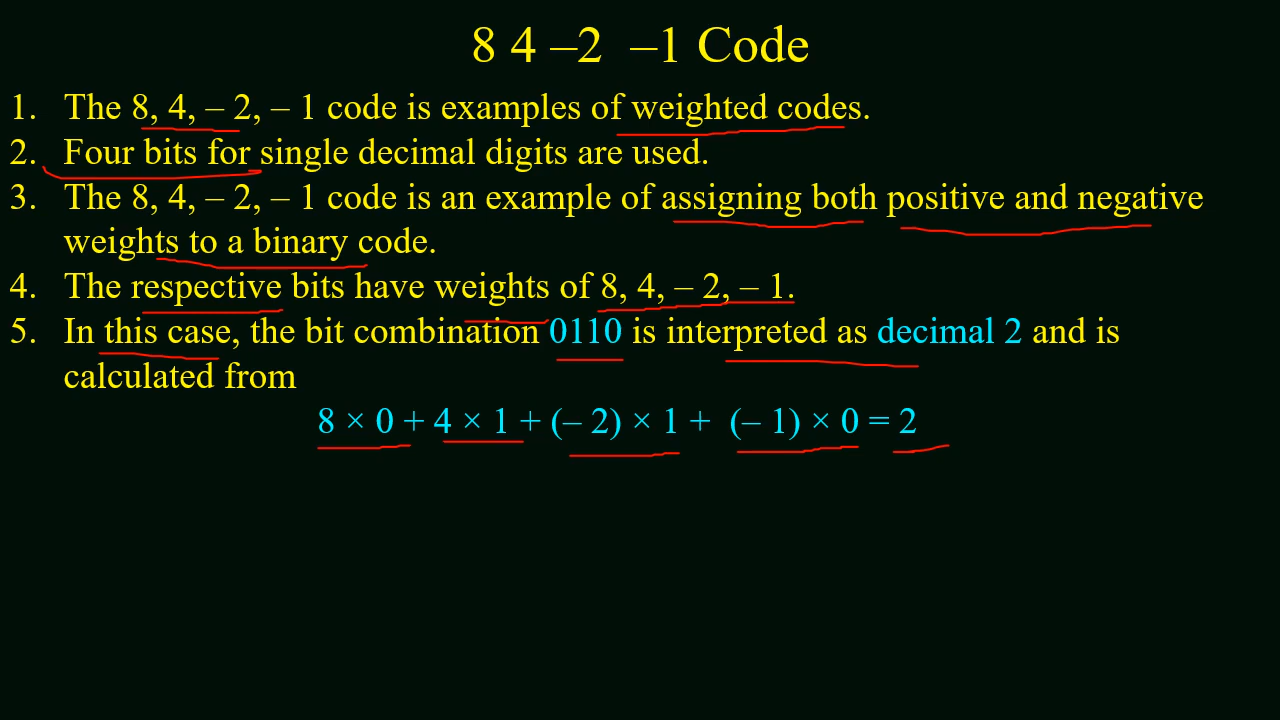 8 4 –2 –1 Code
1. The 8, 4, – 2, – 1 code is examples of weighted codes.
2. Four bits for single decimal digits are used.
3. The 8, 4, – 2, – 1 code is an example of assigning both positive and negative
weights to a binary code.
4. The respective bits have weights of 8, 4, – 2, – 1.
5. In this case, the bit combination 0110 is interpreted as decimal 2 and is
calculated from
8 × 0 + 4 × 1 + (– 2) × 1 + (– 1) × 0 = 2